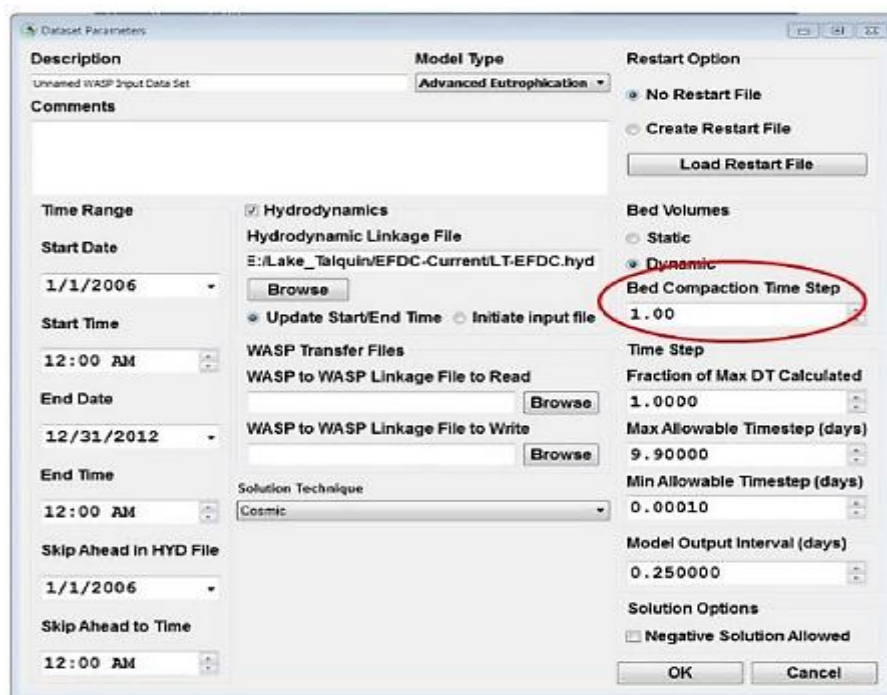 Dataset Parameters
Description
Unnamed WASP Input Data Set
Model Type
Advanced Eutrophication
Comments
Restart Option
No Restart File
Create Restart File
Load Restart File
Time Range
Start Date
1/1/2006
Start Time
12:00 AM
End Date
12/31/2012
End Time
12:00 AM
Skip Ahead in HYD File
1/1/2006
Skip Ahead to Time
12:00 AM
Hydrodynamics
Hydrodynamic Linkage File
E:/Lake_Talquin/EFDC-Current/LT-EFDC.hyd
Browse
Update Start/End Time
Initiate input file
WASP Transfer Files
WASP to WASP Linkage File to Read
Browse
WASP to WASP Linkage File to Write
Browse
Solution Technique
Cosmic
Bed Volumes
Static
Dynamic
Bed Compaction Time Step
1.00
Time Step
Fraction of Max DT Calculated
1.0000
Max Allowable Timestep (days)
9.90000
Min Allowable Timestep (days)
0.00010
Model Output Interval (days)
0.250000
Solution Options
Negative Solution Allowed
OK
Cancel